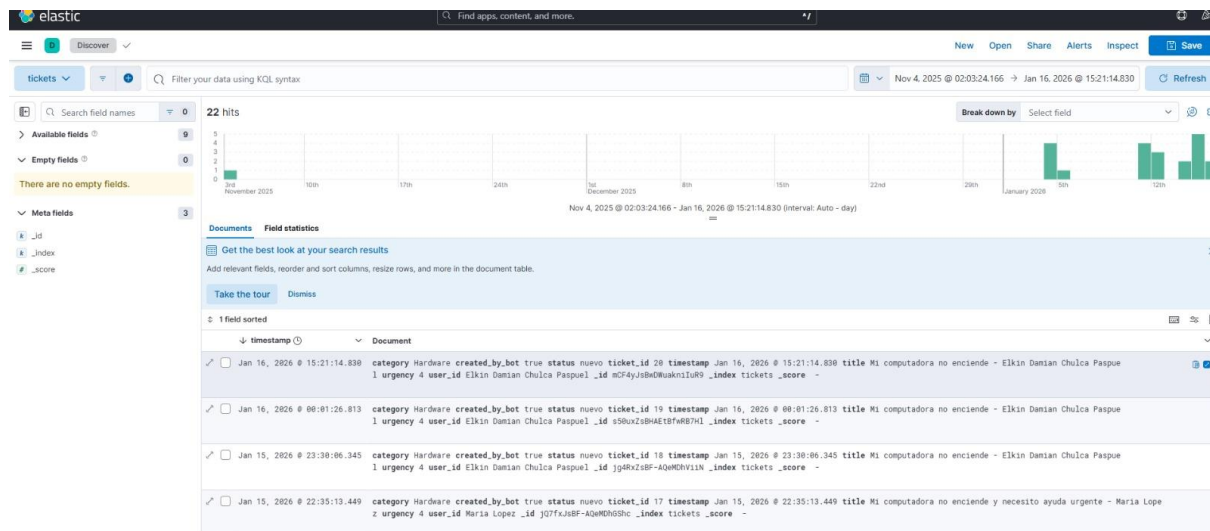 elastic
Find apps, content, and more.
*/
D
Discover
New
Open
Share
Alerts
Inspect
Save
tickets
Filter your data using KQL syntax
Nov 4, 2025 @ 02:03:24.166 → Jan 16, 2026 @ 15:21:14.830
Refresh
Search field names
0
Available fields
9
Empty fields
0
There are no empty fields.
Meta fields
3
k _id
k _index
# _score
22 hits
Break down by
Select field
5
4
3
2
1
0
3rd
November 2025
10th
17th
24th
1st
December 2025
8th
15th
22nd
29th
January 2026
5th
12th
Nov 4, 2025 @ 02:03:24.166 - Jan 16, 2026 @ 15:21:14.830 (interval: Auto - day)
Documents
Field statistics
Get the best look at your search results
Add relevant fields, reorder and sort columns, resize rows, and more in the document table.
Take the tour
Dismiss
1 field sorted
timestamp
Document
Jan 16, 2026 @ 15:21:14.830 category Hardware created_by_bot true status nuevo ticket_id 20 timestamp Jan 16, 2026 @ 15:21:14.830 title Mi computadora no enciende - Elkin Damian Chulca Paspue
l urgency 4 user_id Elkin Damian Chulca Paspuel _id mCF4yJsBWDWuakniIuR9 _index tickets _score -
Jan 16, 2026 @ 00:01:26.813 category Hardware created_by_bot true status nuevo ticket_id 19 timestamp Jan 16, 2026 @ 00:01:26.813 title Mi computadora no enciende - Elkin Damian Chulca Paspue
l urgency 4 user_id Elkin Damian Chulca Paspuel _id s50uxZsBHAEtBfwRB7Hl _index tickets _score -
Jan 15, 2026 @ 23:30:06.345 category Hardware created_by_bot true status nuevo ticket_id 18 timestamp Jan 15, 2026 @ 23:30:06.345 title Mi computadora no enciende - Elkin Damian Chulca Paspue
l urgency 4 user_id Elkin Damian Chulca Paspuel _id jg4RxZsBF-AQeMDhViiN _index tickets _score -
Jan 15, 2026 @ 22:35:13.449 category Hardware created_by_bot true status nuevo ticket_id 17 timestamp Jan 15, 2026 @ 22:35:13.449 title Mi computadora no enciende y necesito ayuda urgente - Maria Lope
z urgency 4 user_id Maria Lopez _id jQ7fxJsBF-AQeMDhGShc _index tickets _score -